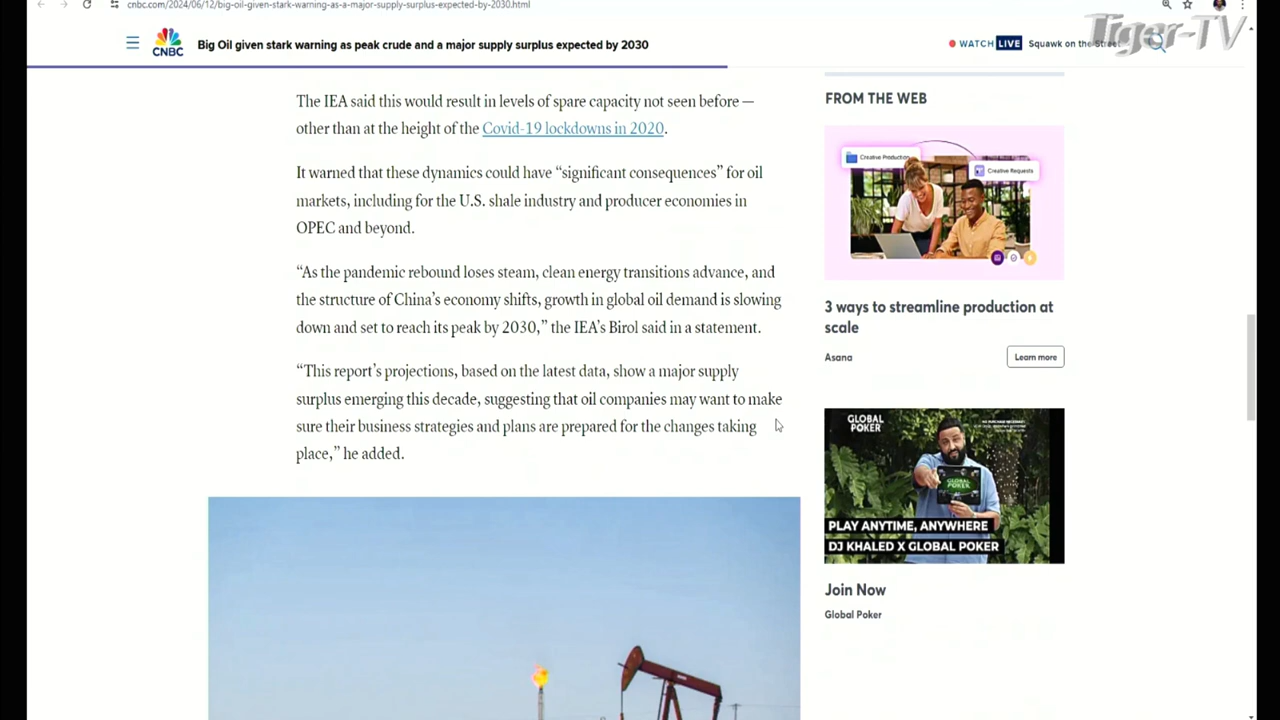 cnbc.com/2024/06/12/big-oil-given-stark-warning-as-a-major-supply-surplus-expected-by-2030.html
Tiger-TV
CNBC
Big Oil given stark warning as peak crude and a major supply surplus expected by 2030
WATCH LIVE
Squawk on the Street
The IEA said this would result in levels of spare capacity not seen before —
other than at the height of the Covid-19 lockdowns in 2020.
It warned that these dynamics could have “significant consequences” for oil
markets, including for the U.S. shale industry and producer economies in
OPEC and beyond.
“As the pandemic rebound loses steam, clean energy transitions advance, and
the structure of China’s economy shifts, growth in global oil demand is slowing
down and set to reach its peak by 2030,” the IEA’s Birol said in a statement.
“This report’s projections, based on the latest data, show a major supply
surplus emerging this decade, suggesting that oil companies may want to make
sure their business strategies and plans are prepared for the changes taking
place,” he added.
FROM THE WEB
Creative Production
Creative Requests
3 ways to streamline production at
scale
Asana
Learn more
GLOBAL
POKER
GLOBAL
POKER
PLAY ANYTIME, ANYWHERE
DJ KHALED X GLOBAL POKER
Join Now
Global Poker